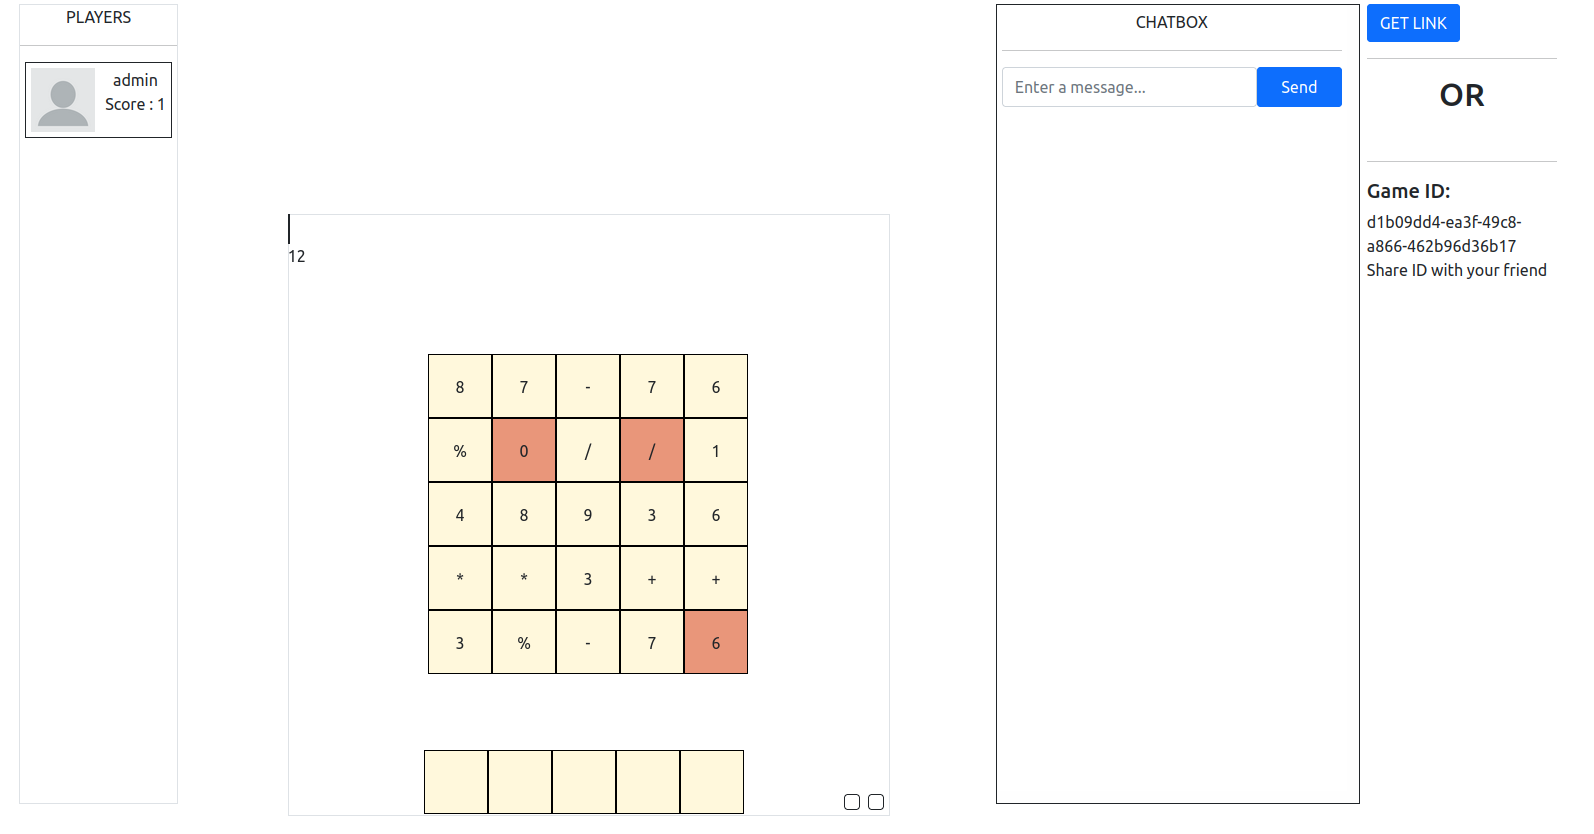 PLAYERS
admin
Score : 1
12
8 7 - 7 6
% 0 / / 1
4 8 9 3 6
* * 3 + +
3 % - 7 6
CHATBOX
Enter a message...
Send
GET LINK
OR
Game ID:
d1b09dd4-ea3f-49c8-
a866-462b96d36b17
Share ID with your friend